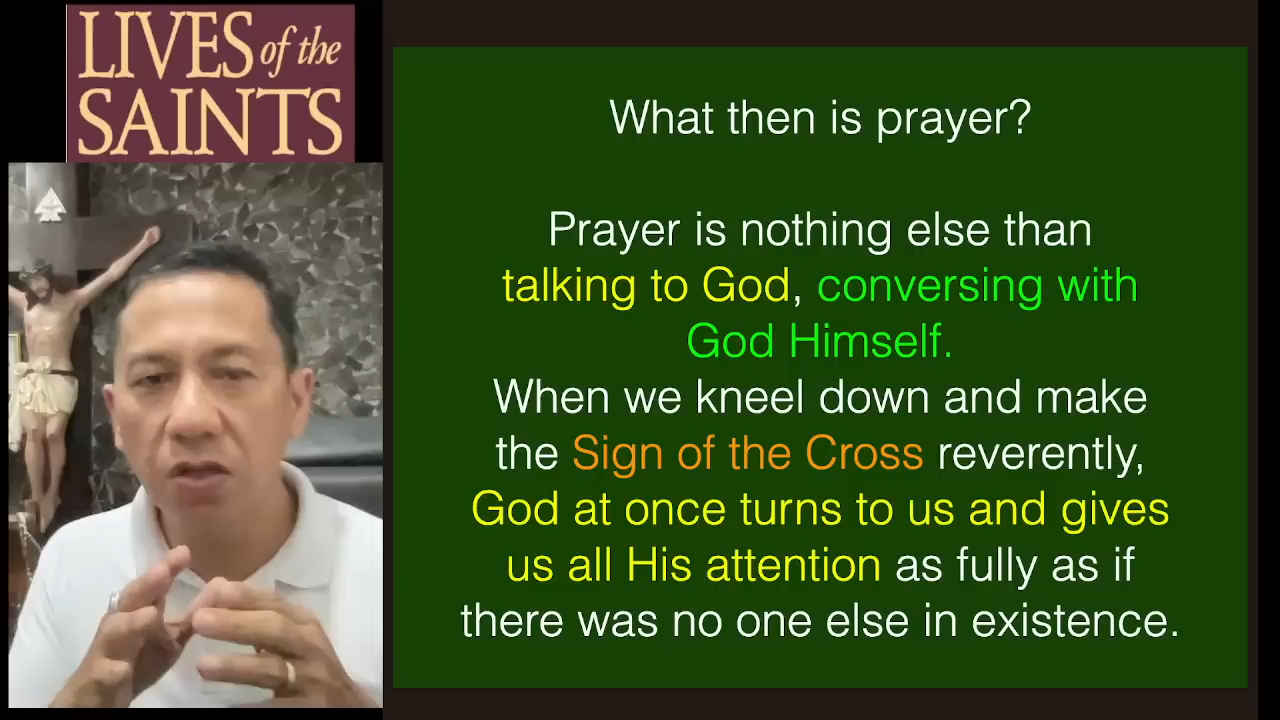 LIVES of the
SAINTS
What then is prayer?
Prayer is nothing else than
talking to God, conversing with
God Himself.
When we kneel down and make
the Sign of the Cross reverently,
God at once turns to us and gives
us all His attention as fully as if
there was no one else in existence.